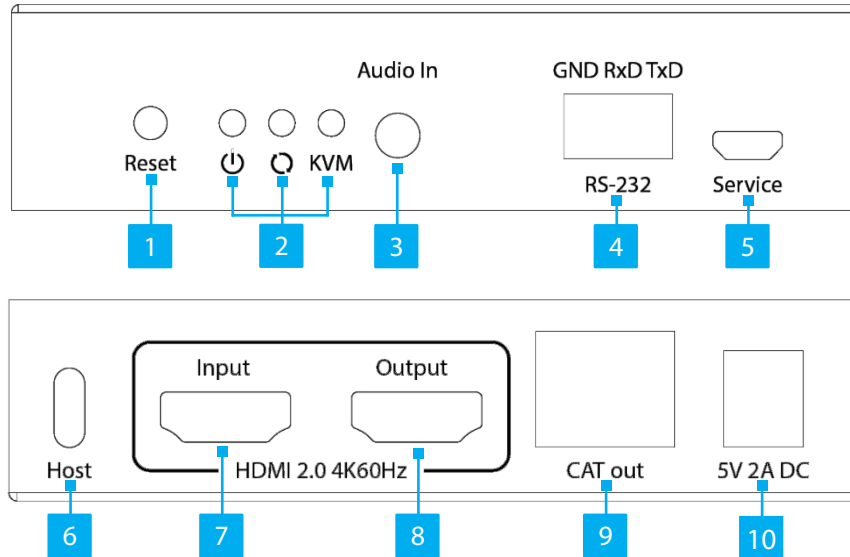 Audio In
GND RxD TxD
Reset
KVM
RS-232
Service
1
2
3
4
5
Input
Output
Host
HDMI 2.0 4K60Hz
CAT out
5V 2A DC
6
7
8
9
10